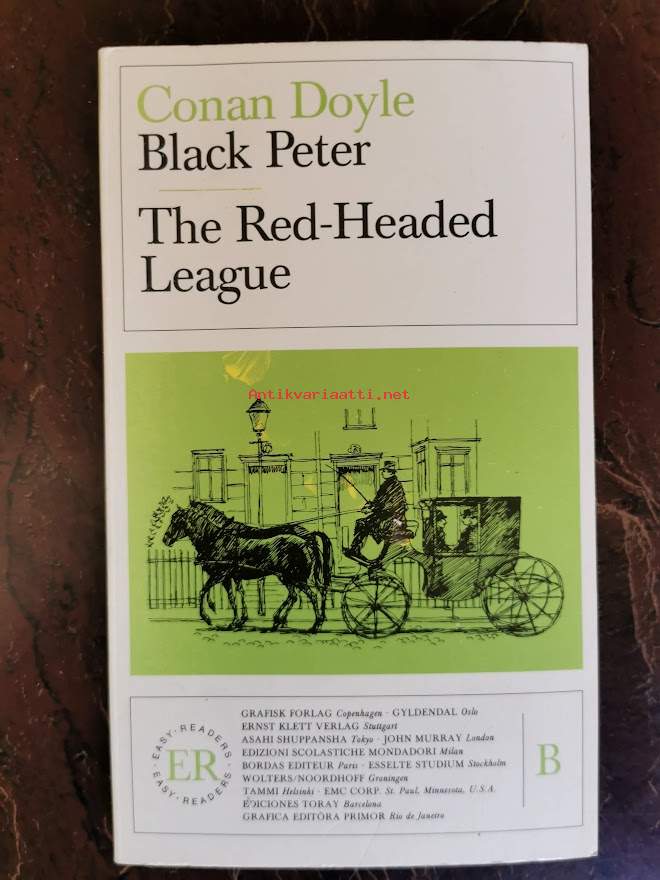 Conan Doyle
Black Peter
The Red-Headed
League
Antikvariaatti.net
EASY·READERS·EASY·READERS·
ER
GRAFISK FORLAG Copenhagen · GYLDENDAL Oslo
ERNST KLETT VERLAG Stuttgart
ASAHI SHUPPANSHA Tokyo · JOHN MURRAY London
EDIZIONI SCOLASTICHE MONDADORI Milan
BORDAS EDITEUR Paris · ESSELTE STUDIUM Stockholm
WOLTERS/NOORDHOFF Groningen
TAMMI Helsinki · EMC CORP. St. Paul, Minnesota, U.S.A.
EDICIONES TORAY Barcelona
GRAFICA EDITÔRA PRIMOR Rio de Janeiro
B